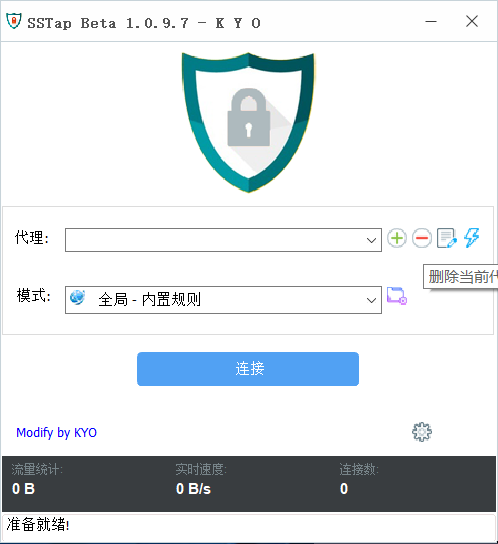 SSTap Beta 1.0.9.7 - K Y O
代理:
删除当前代
模式:
全局 - 内置规则
连接
Modify by KYO
流量统计: 实时速度: 连接数:
0 B 0 B/s 0
准备就绪!